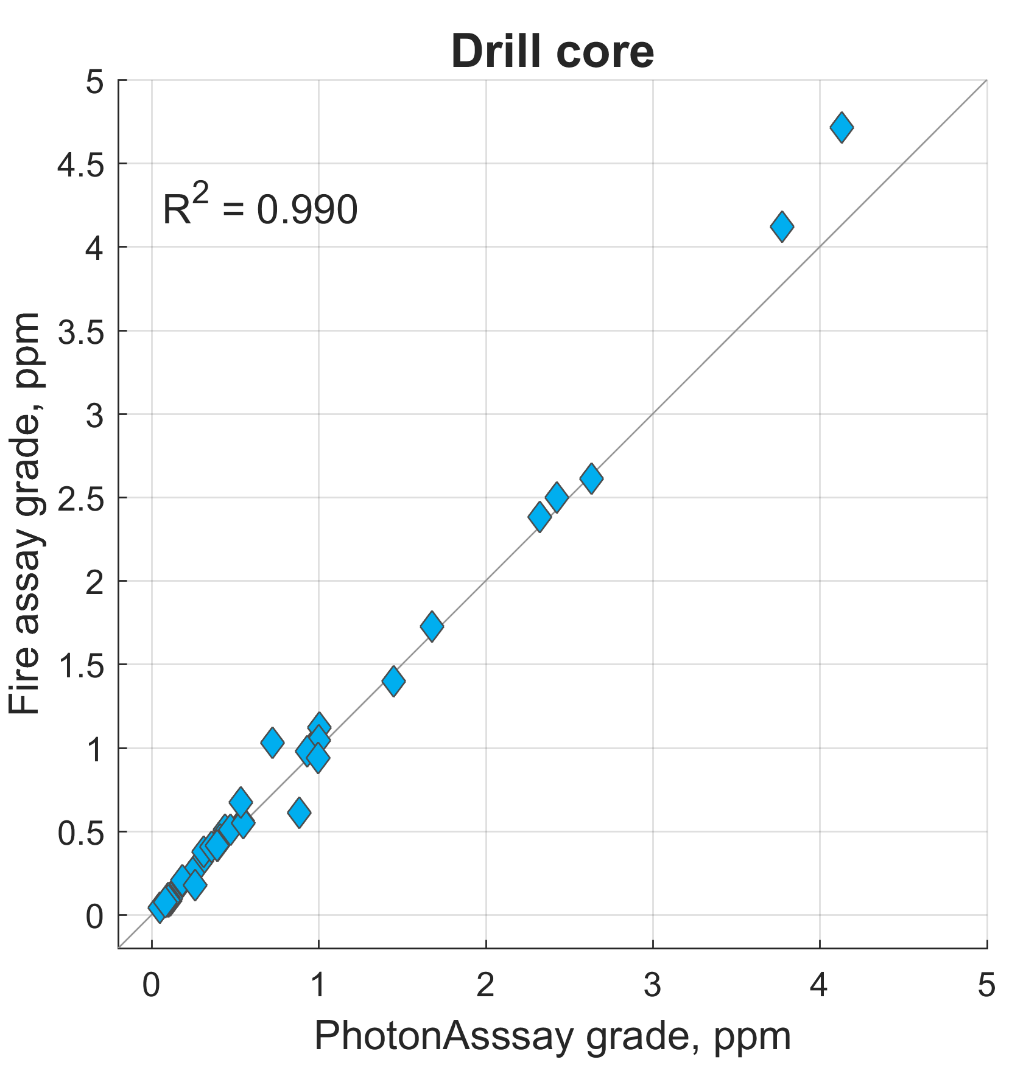 Drill core
R² = 0.990
Fire assay grade, ppm
5
4.5
4
3.5
3
2.5
2
1.5
1
0.5
0
0 1 2 3 4 5
PhotonAsssay grade, ppm